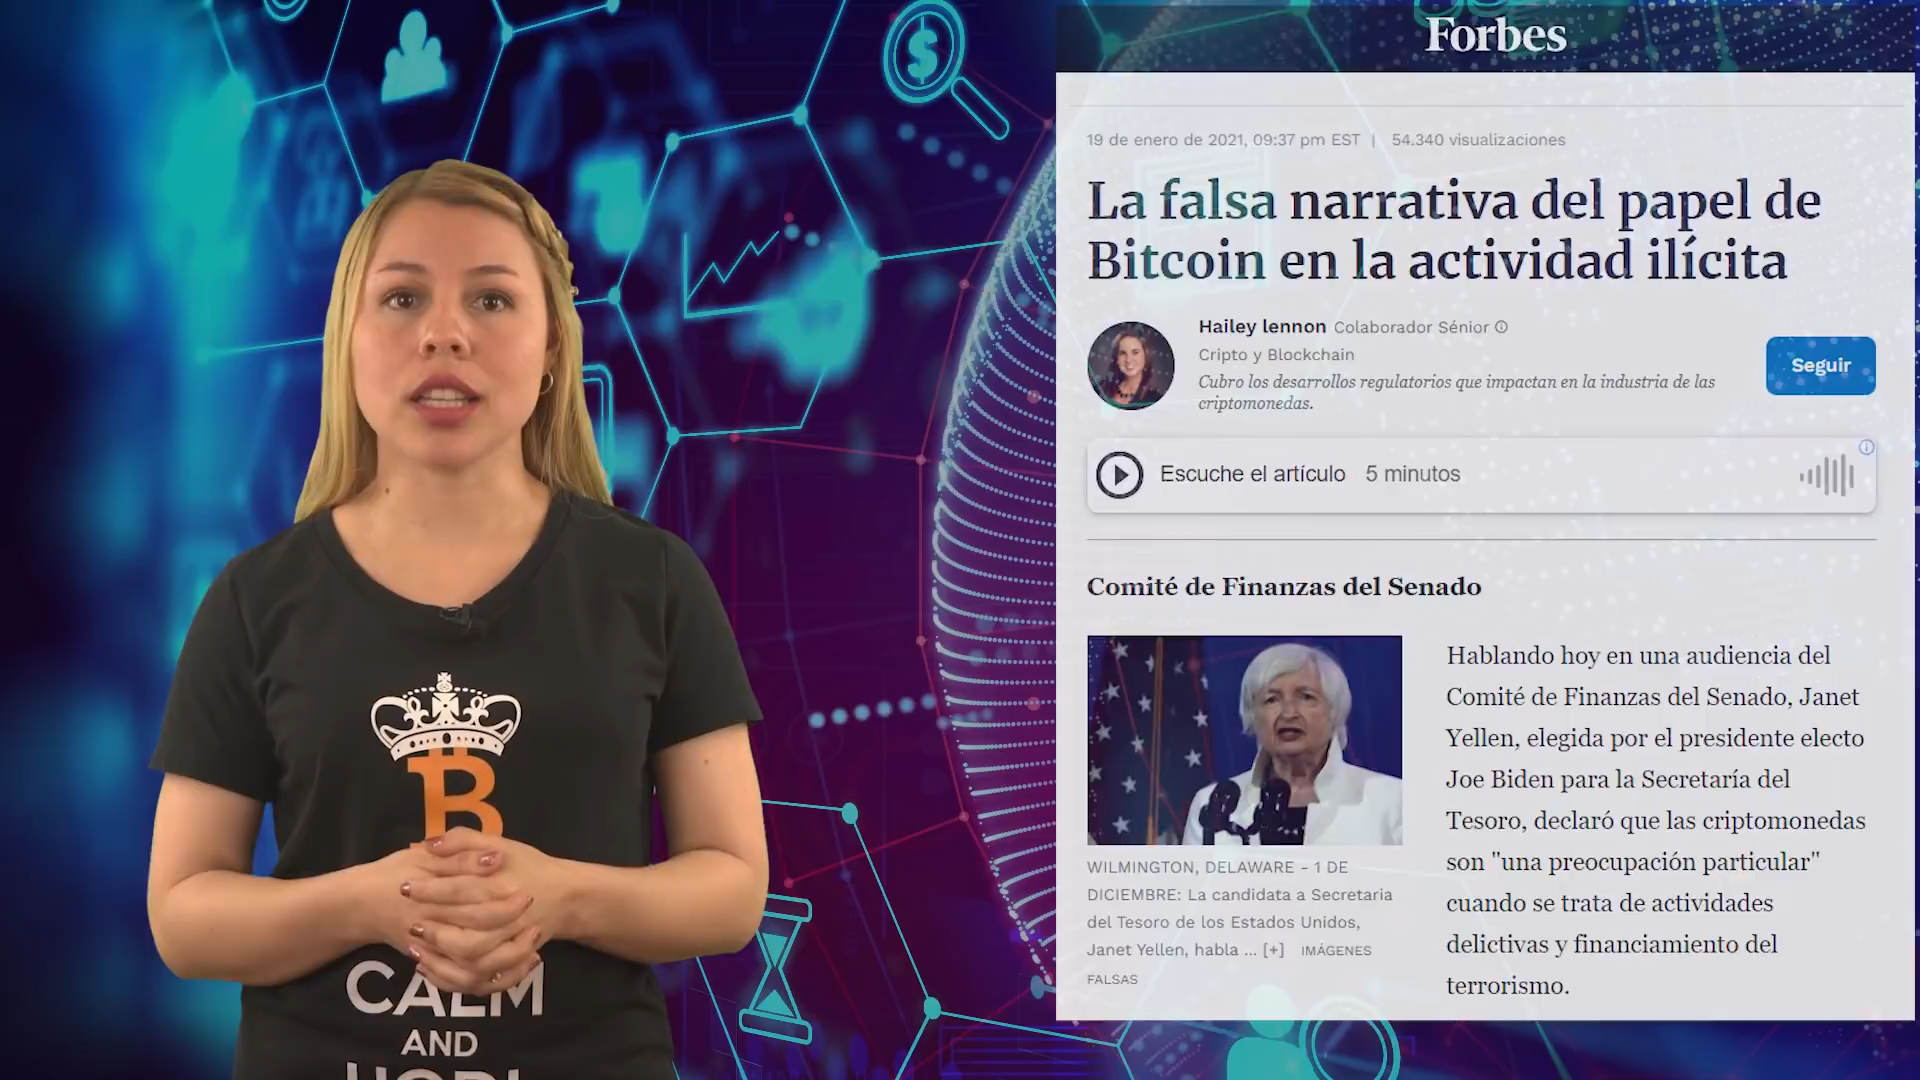 Forbes
19 de enero de 2021, 09:37 pm EST | 54.340 visualizaciones
La falsa narrativa del papel de
Bitcoin en la actividad ilícita
Hailey lennon Colaborador Sénior
Cripto y Blockchain
Cubro los desarrollos regulatorios que impactan en la industria de las
criptomonedas.
Seguir
Escuche el artículo 5 minutos
Comité de Finanzas del Senado
Hablando hoy en una audiencia del
Comité de Finanzas del Senado, Janet
Yellen, elegida por el presidente electo
Joe Biden para la Secretaría del
Tesoro, declaró que las criptomonedas
son "una preocupación particular"
cuando se trata de actividades
delictivas y financiamiento del
terrorismo.
WILMINGTON, DELAWARE - 1 DE
DICIEMBRE: La candidata a Secretaria
del Tesoro de los Estados Unidos,
Janet Yellen, habla ... [+] IMÁGENES
FALSAS
CALM
AND
HODL